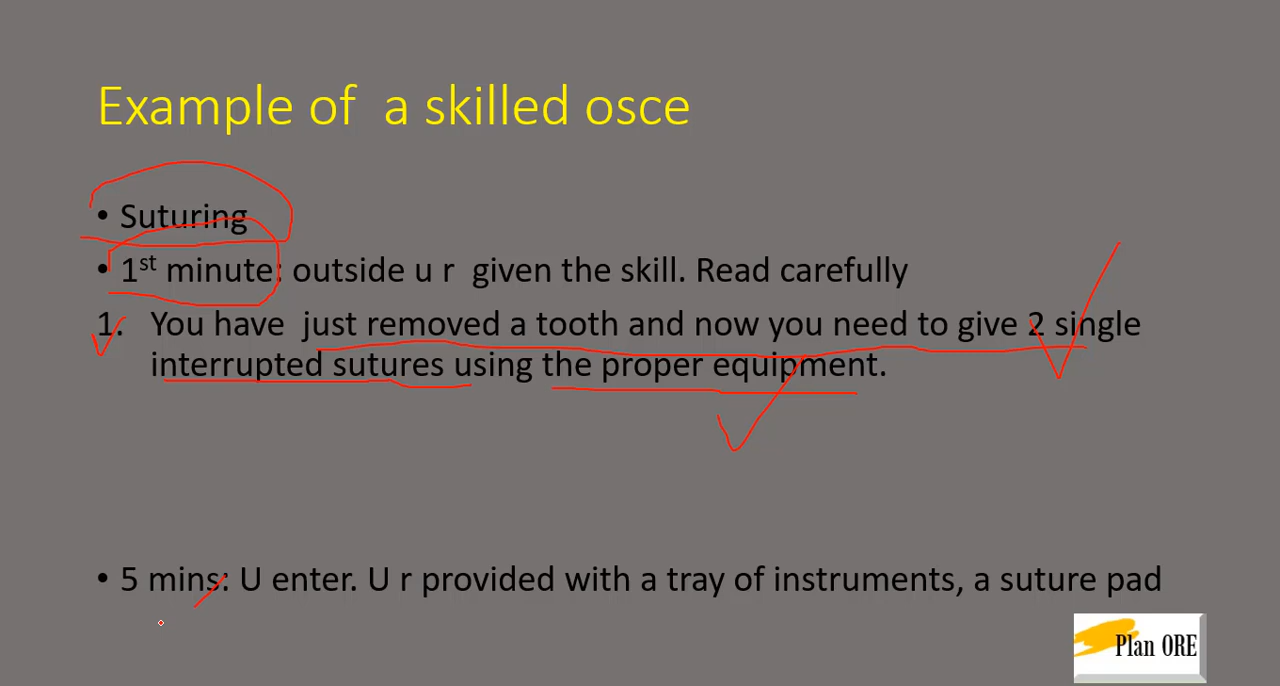 Example of a skilled osce
• Suturing
• 1st minute: outside u r given the skill. Read carefully
1. You have just removed a tooth and now you need to give 2 single
interrupted sutures using the proper equipment.
• 5 mins: U enter. U r provided with a tray of instruments, a suture pad
Plan ORE